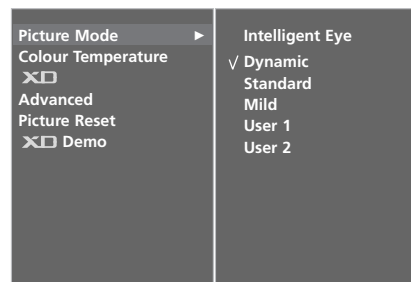 Picture Mode ►
Colour Temperature
XD
Advanced
Picture Reset
XD Demo
Intelligent Eye
√ Dynamic
Standard
Mild
User 1
User 2